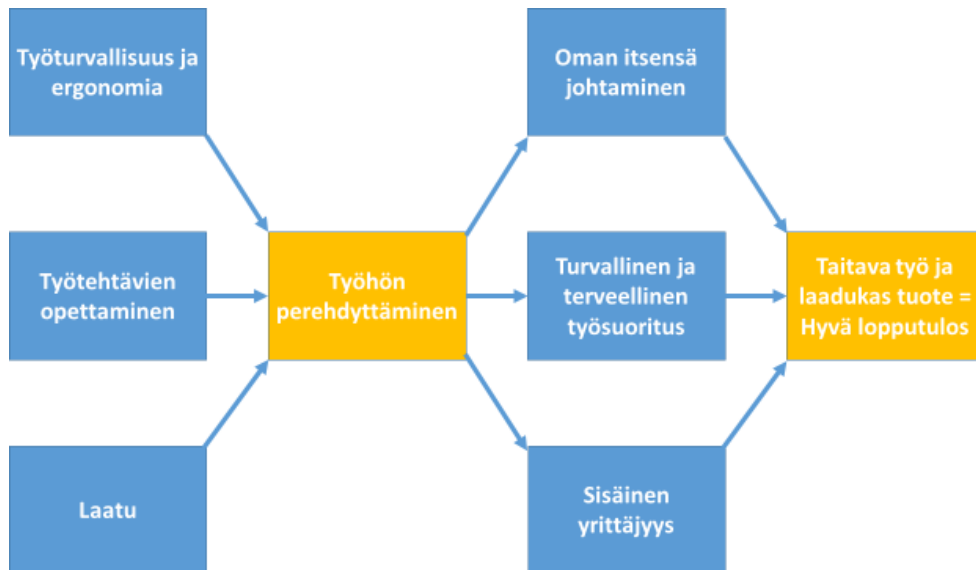 Työturvallisuus ja
ergonomia
Oman itsensä
johtaminen
Työtehtävien
opettaminen
Työhön
perehdyttäminen
Turvallinen ja
terveellinen
työsuoritus
Taitava työ ja
laadukas tuote =
Hyvä lopputulos
Laatu
Sisäinen
yrittäjyys